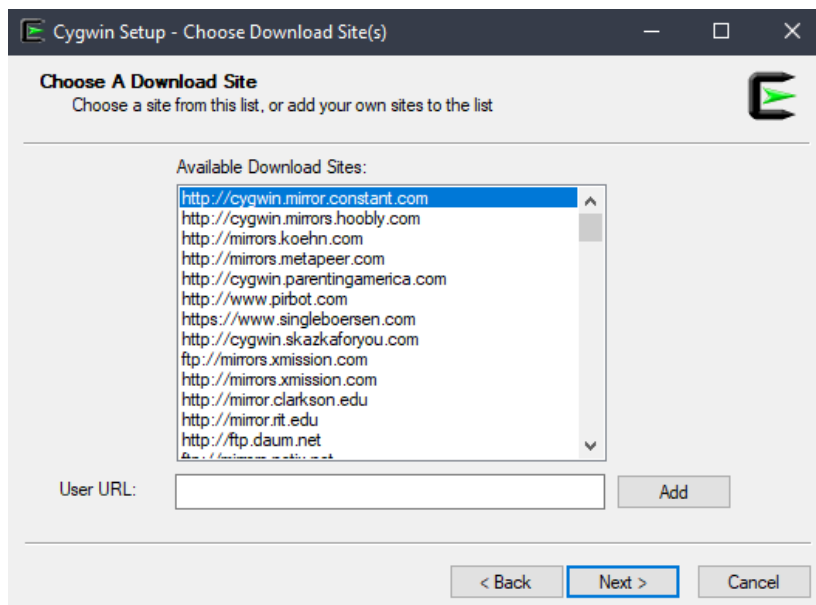 Cygwin Setup - Choose Download Site(s)
Choose A Download Site
Choose a site from this list, or add your own sites to the list
Available Download Sites:
http://cygwin.mirror.constant.com
http://cygwin.mirrors.hoobly.com
http://mirrors.koehn.com
http://mirrors.metapeer.com
http://cygwin.parentingamerica.com
http://www.pirbot.com
https://www.singleboersen.com
http://cygwin.skazkaforyou.com
ftp://mirrors.xmission.com
http://mirrors.xmission.com
http://mirror.clarkson.edu
http://mirror.rit.edu
http://ftp.daum.net
User URL:
Add
< Back
Next >
Cancel